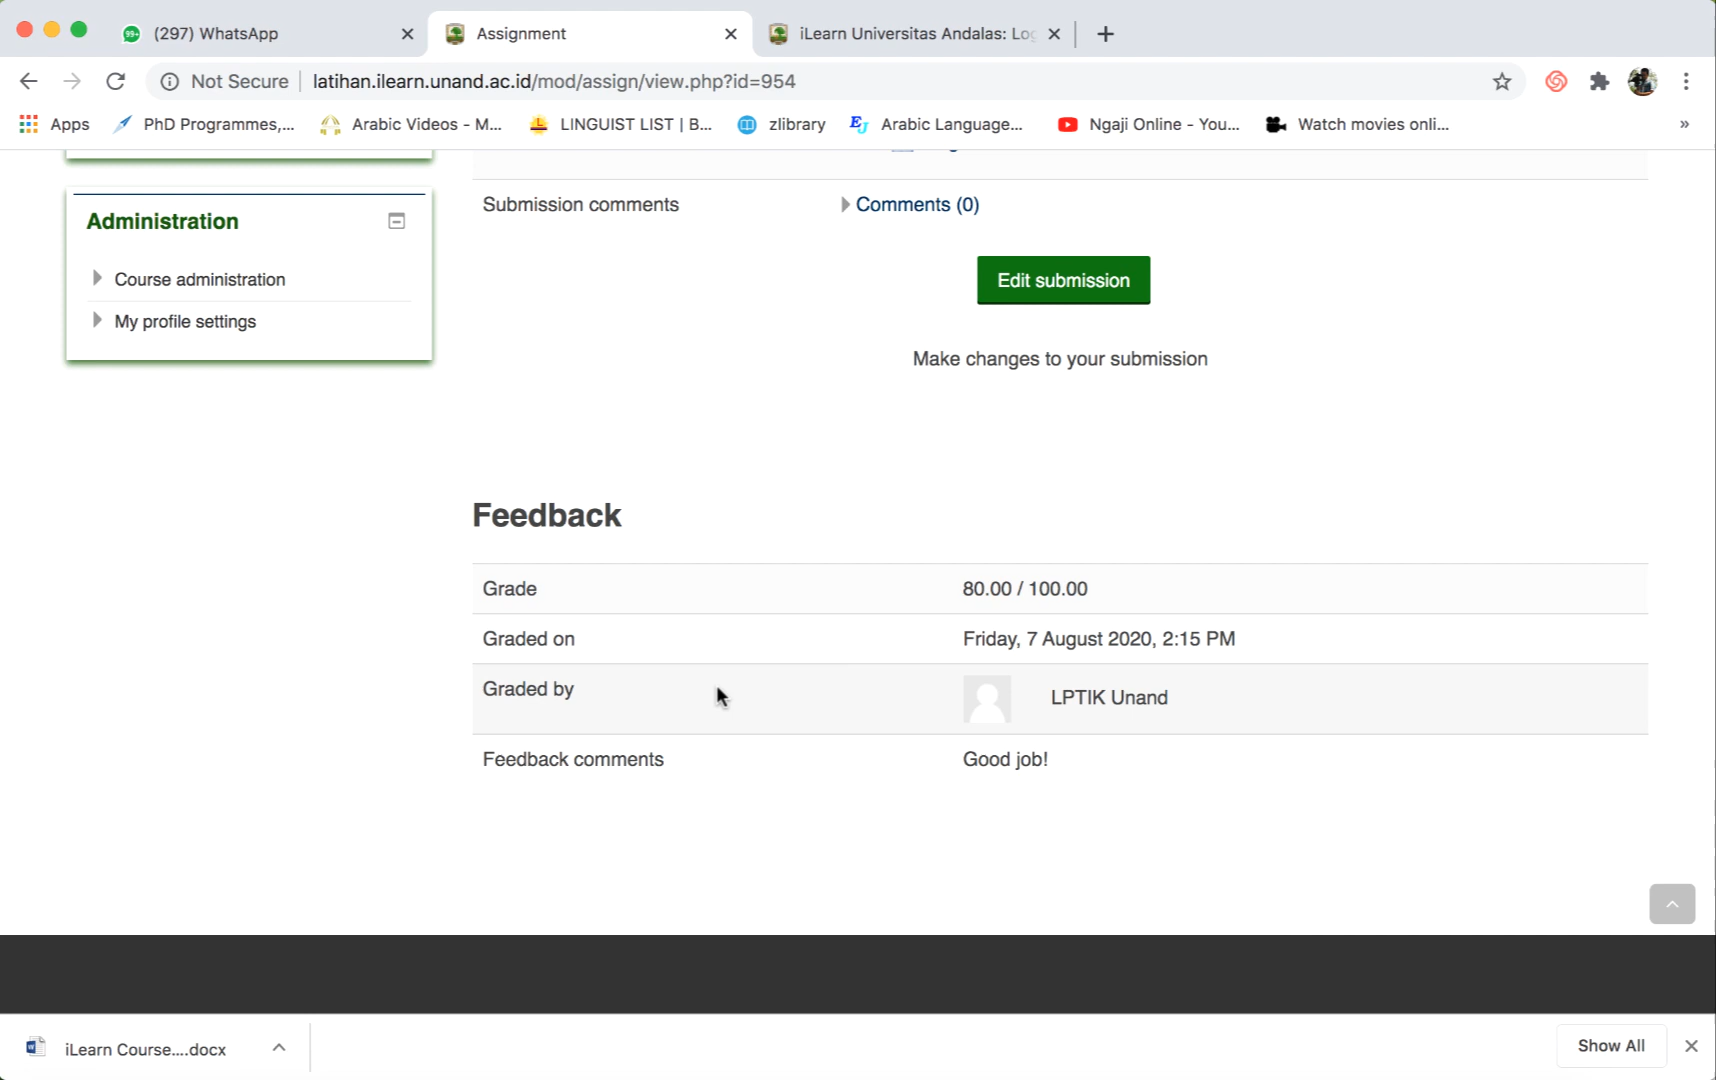 (297) WhatsApp
Assignment
iLearn Universitas Andalas: Log
Not Secure
latihan.ilearn.unand.ac.id/mod/assign/view.php?id=954
Apps
PhD Programmes,...
Arabic Videos - M...
LINGUIST LIST | B...
zlibrary
Arabic Language...
Ngaji Online - You...
Watch movies onli...
»
Administration
Course administration
My profile settings
Submission comments
Comments (0)
Edit submission
Make changes to your submission
Feedback
Grade
80.00 / 100.00
Graded on
Friday, 7 August 2020, 2:15 PM
Graded by
LPTIK Unand
Feedback comments
Good job!
iLearn Course....docx
Show All